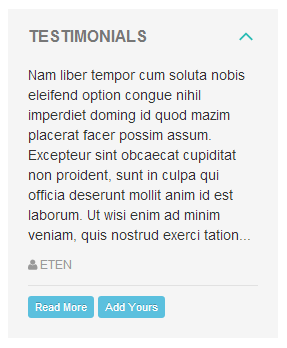 TESTIMONIALS
Nam liber tempor cum soluta nobis
eleifend option congue nihil
imperdiet doming id quod mazim
placerat facer possim assum.
Excepteur sint obcaecat cupiditat
non proident, sunt in culpa qui
officia deserunt mollit anim id est
laborum. Ut wisi enim ad minim
veniam, quis nostrud exerci tation...
ETEN
Read More Add Yours